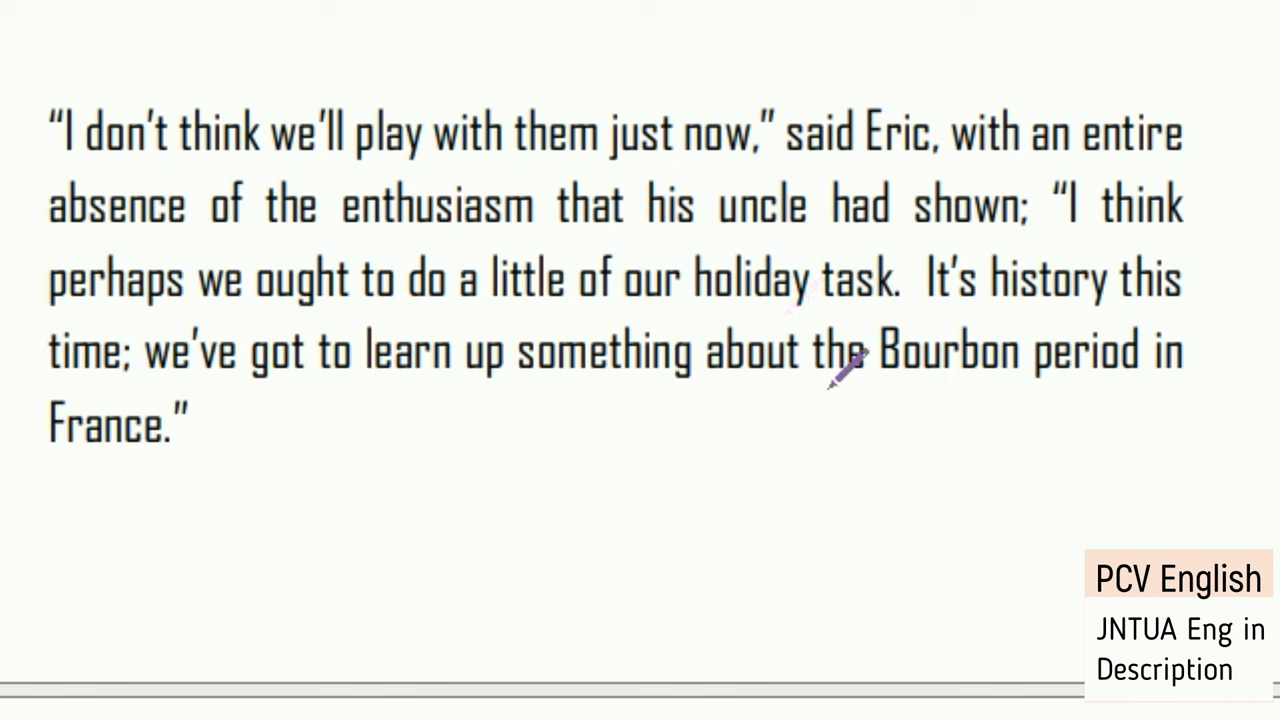 “I don’t think we’ll play with them just now,” said Eric, with an entire
absence of the enthusiasm that his uncle had shown; “I think
perhaps we ought to do a little of our holiday task.  It’s history this
time; we’ve got to learn up something about the Bourbon period in
France.”
PCV English
JNTUA Eng in
Description